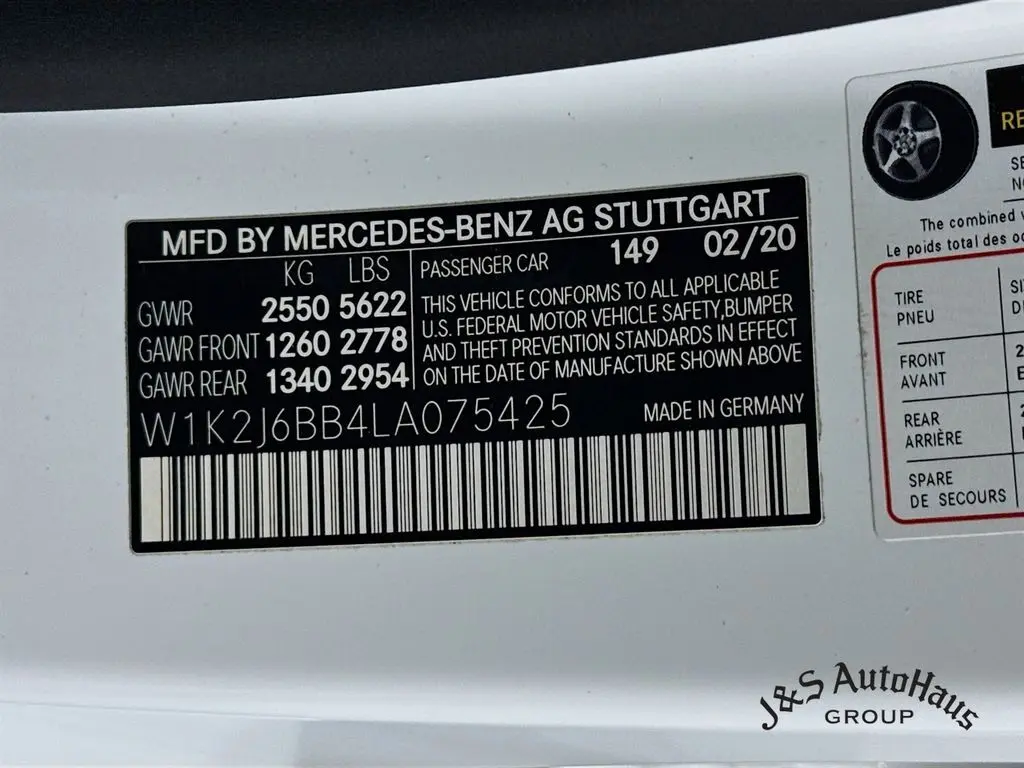 MFD BY MERCEDES-BENZ AG STUTTGART
KG LBS
GVWR 2550 5622
GAWR FRONT 1260 2778
GAWR REAR 1340 2954
PASSENGER CAR 149 02/20
THIS VEHICLE CONFORMS TO ALL APPLICABLE
U.S. FEDERAL MOTOR VEHICLE SAFETY,BUMPER
AND THEFT PREVENTION STANDARDS IN EFFECT
ON THE DATE OF MANUFACTURE SHOWN ABOVE
W1K2J6BB4LA075425
MADE IN GERMANY
The combined
Le poids total des
TIRE
PNEU
FRONT
AVANT
REAR
ARRIÈRE
SPARE
DE SECOURS
J&S AutoHaus
GROUP